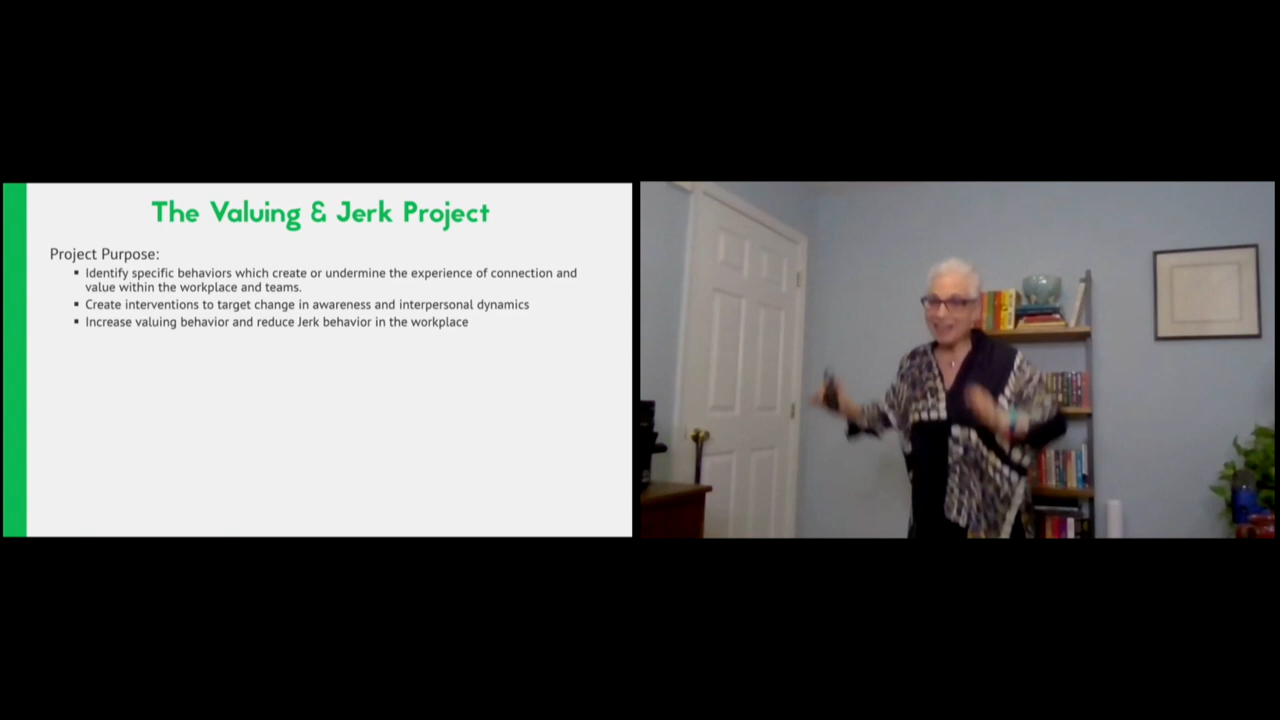 The Valuing & Jerk Project
Project Purpose:
▪ Identify specific behaviors which create or undermine the experience of connection and
value within the workplace and teams.
▪ Create interventions to target change in awareness and interpersonal dynamics
▪ Increase valuing behavior and reduce Jerk behavior in the workplace